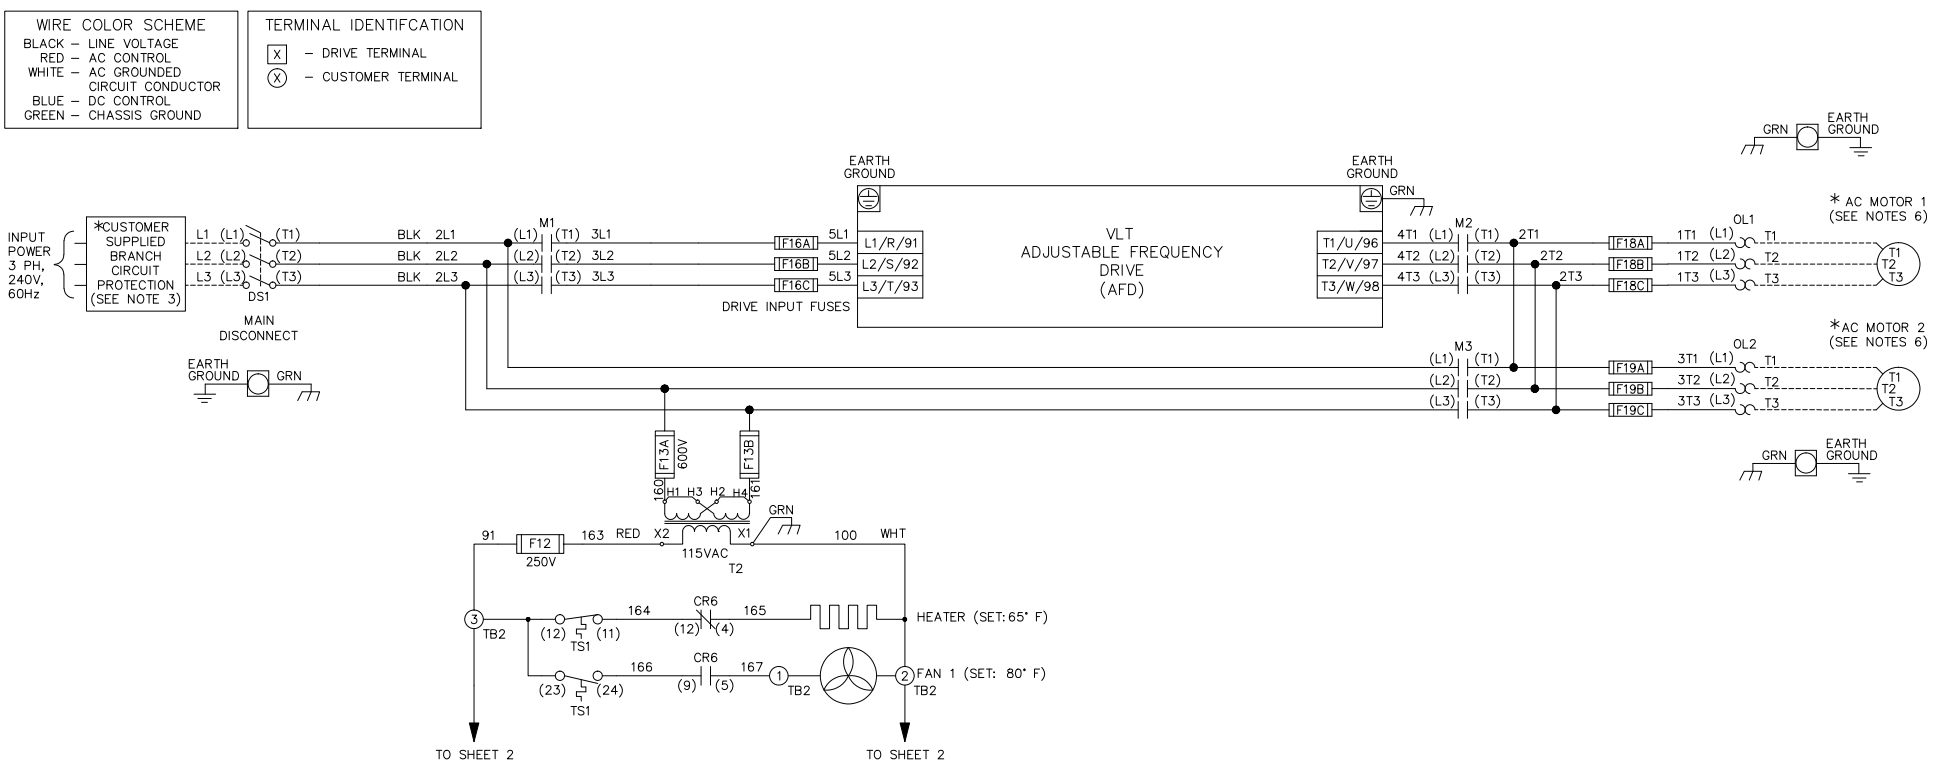 WIRE COLOR SCHEME
BLACK – LINE VOLTAGE
RED – AC CONTROL
WHITE – AC GROUNDED
CIRCUIT CONDUCTOR
BLUE – DC CONTROL
GREEN – CHASSIS GROUND
TERMINAL IDENTIFCATION
X – DRIVE TERMINAL
X – CUSTOMER TERMINAL
INPUT
POWER
3 PH,
240V,
60Hz
*CUSTOMER
SUPPLIED
BRANCH
CIRCUIT
PROTECTION
(SEE NOTE 3)
L1 (L1) (T1) BLK 2L1 (L1) M1 (T1) 3L1 F16A 5L1 L1/R/91
L2 (L2) (T2) BLK 2L2 (L2) (T2) 3L2 F16B 5L2 L2/S/92
L3 (L3) (T3) BLK 2L3 (L3) (T3) 3L3 F16C 5L3 L3/T/93
DS1
MAIN
DISCONNECT
DRIVE INPUT FUSES
EARTH
GROUND
GRN
EARTH
GROUND
VLT
ADJUSTABLE FREQUENCY
DRIVE
(AFD)
EARTH
GROUND
GRN
T1/U/96 4T1 (L1) M2 (T1) 2T1 F18A 1T1 (L1) OL1 T1
T2/V/97 4T2 (L2) (T2) 2T2 F18B 1T2 (L2) T2
T3/W/98 4T3 (L3) (T3) 2T3 F18C 1T3 (L3) T3
GRN
EARTH
GROUND
* AC MOTOR 1
(SEE NOTES 6)
T1
T2
T3
* AC MOTOR 2
(SEE NOTES 6)
(L1) M3 (T1) F19A 3T1 (L1) OL2 T1
(L2) (T2) F19B 3T2 (L2) T2
(L3) (T3) F19C 3T3 (L3) T3
T1
T2
T3
GRN
EARTH
GROUND
F13A
600V
F13B
160
H1 H3 H2 H4
161
GRN
91 F12 163 RED X2 X1 100 WHT
250V
115VAC
T2
3
TB2
(12) (11)
TS1
164
CR6
(12) (4)
165
HEATER (SET:65° F)
(23) (24)
TS1
166
CR6
(9) (5)
167
1
TB2
2
TB2
FAN 1 (SET: 80° F)
TO SHEET 2
TO SHEET 2